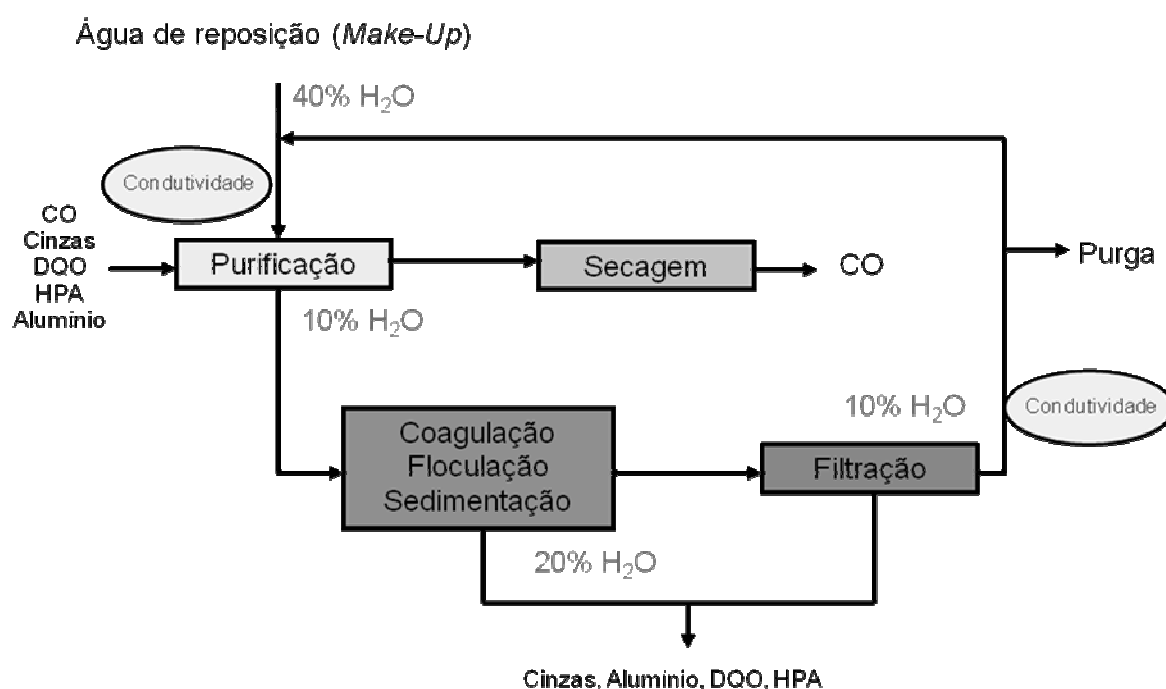 Água de reposição (Make-Up)
40% H₂O
Condutividade
CO
Cinzas
DQO
HPA
Alumínio
Purificação
Secagem
CO
Purga
10% H₂O
Condutividade
10% H₂O
Coagulação
Floculação
Sedimentação
Filtração
20% H₂O
Cinzas, Alumínio, DQO, HPA